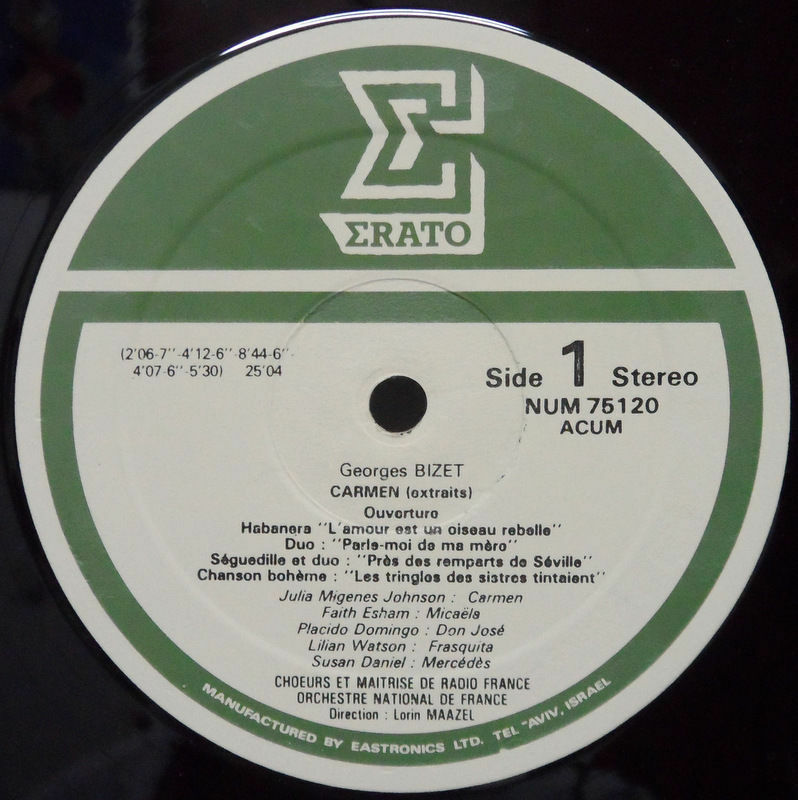 ΣRATO
(2'06-7''-4'12-6''-8'44-6''-
4'07-6''-5'30) 25'04
Side 1 Stereo
NUM 75120
ACUM
Georges BIZET
CARMEN (extraits)
Ouverture
Habanera ''L'amour est un oiseau rebelle''
Duo : ''Parle-moi de ma mère''
Séguedille et duo : ''Près des remparts de Séville''
Chanson bohème : ''Les tringles des sistres tintaient''
Julia Migenes Johnson : Carmen
Faith Esham : Micaëla
Placido Domingo : Don José
Lilian Watson : Frasquita
Susan Daniel : Mercédès
CHOEURS ET MAITRISE DE RADIO FRANCE
ORCHESTRE NATIONAL DE FRANCE
Direction : Lorin MAAZEL
MANUFACTURED BY EASTRONICS LTD. TEL-AVIV, ISRAEL